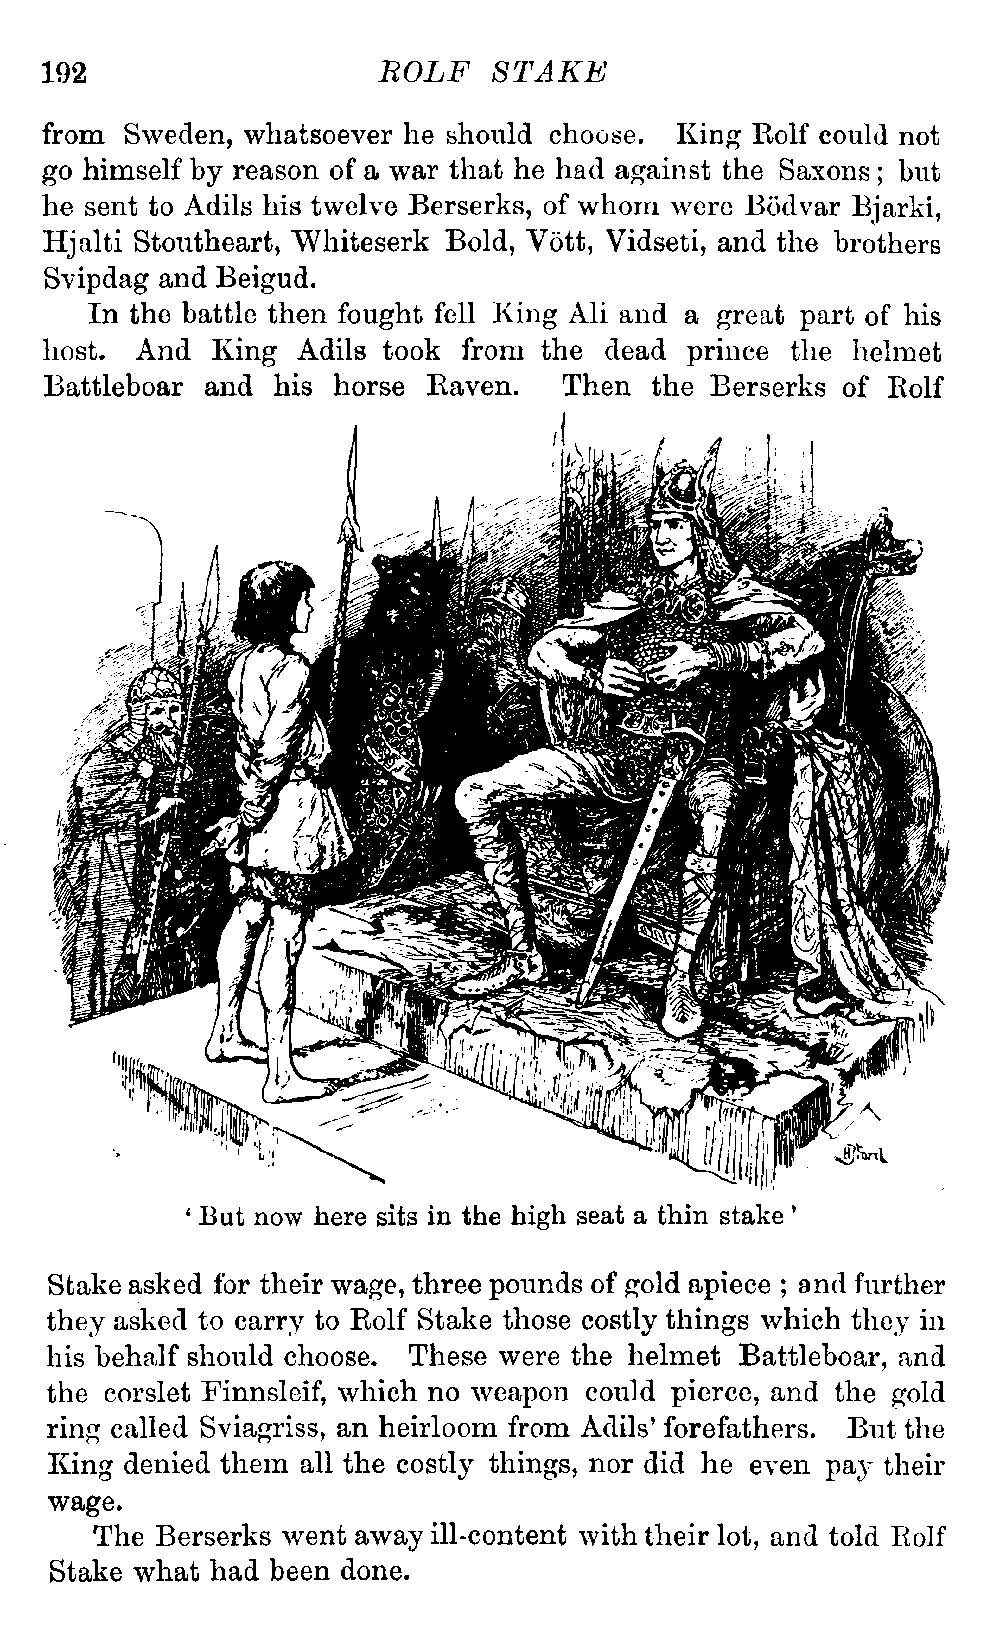 192 ROLF STAKE
from Sweden, whatsoever he should choose. King Rolf could not
go himself by reason of a war that he had against the Saxons; but
he sent to Adils his twelve Berserks, of whom were Bödvar Bjarki,
Hjalti Stoutheart, Whiteserk Bold, Vött, Vidseti, and the brothers
Svipdag and Beigud.
In the battle then fought fell King Ali and a great part of his
host. And King Adils took from the dead prince the helmet
Battleboar and his horse Raven. Then the Berserks of Rolf
HJFord
‘But now here sits in the high seat a thin stake’
Stake asked for their wage, three pounds of gold apiece; and further
they asked to carry to Rolf Stake those costly things which they in
his behalf should choose. These were the helmet Battleboar, and
the corslet Finnsleif, which no weapon could pierce, and the gold
ring called Sviagriss, an heirloom from Adils’ forefathers. But the
King denied them all the costly things, nor did he even pay their
wage.
The Berserks went away ill-content with their lot, and told Rolf
Stake what had been done.